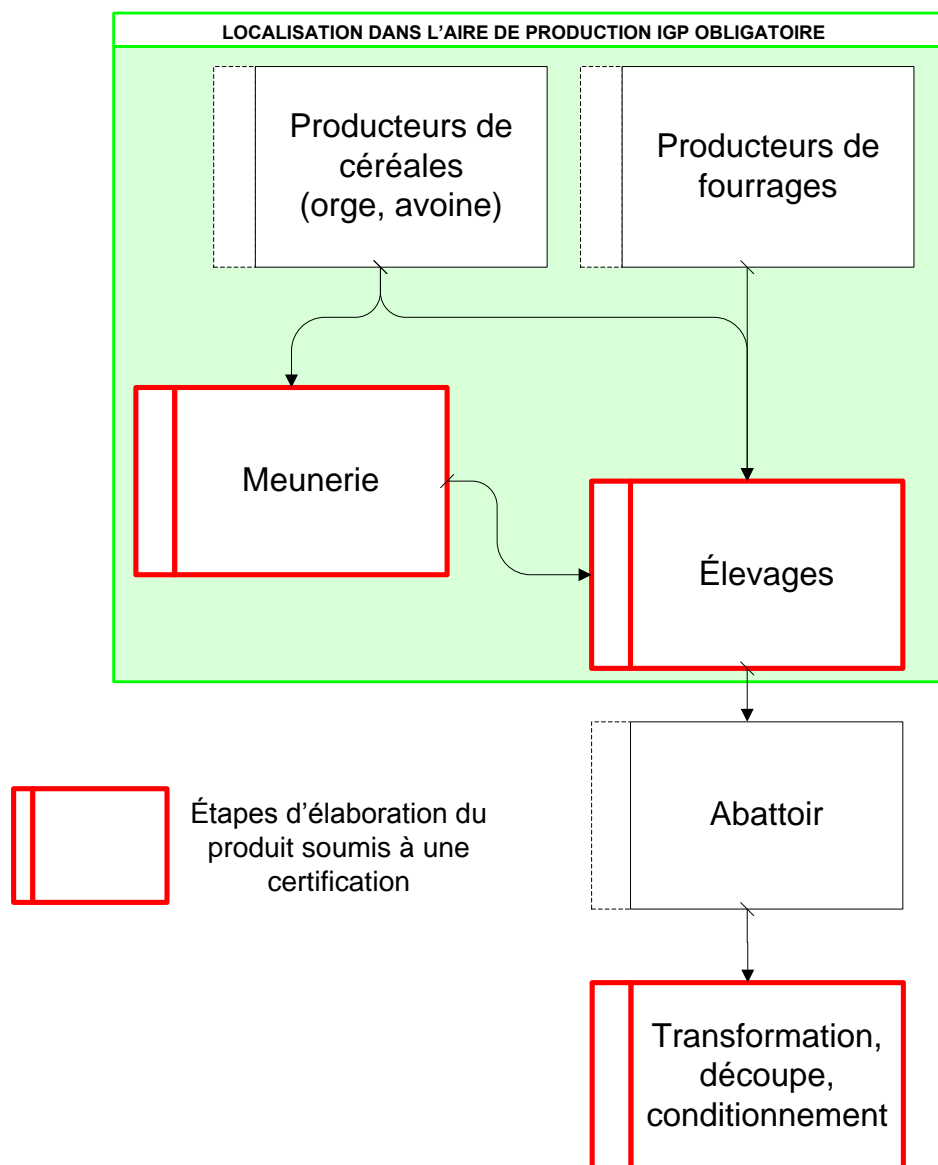 LOCALISATION DANS L'AIRE DE PRODUCTION IGP OBLIGATOIRE
Producteurs de
céréales
(orge, avoine)
Producteurs de
fourrages
Meunerie
Élevages
Abattoir
Étapes d'élaboration du
produit soumis à une
certification
Transformation,
découpe,
conditionnement